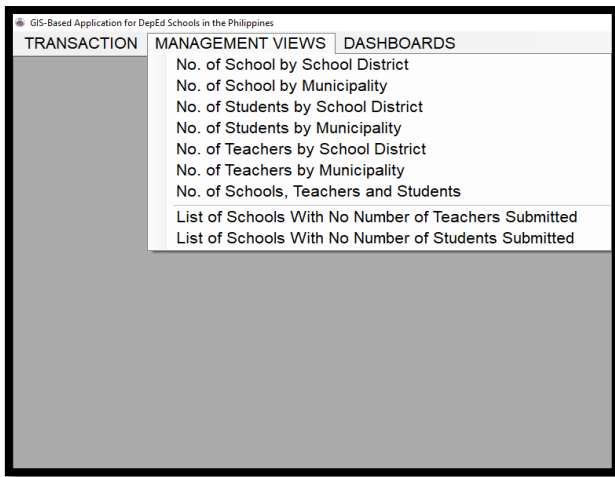 GIS-Based Application for DepEd Schools in the Philippines
TRANSACTION MANAGEMENT VIEWS DASHBOARDS
No. of School by School District
No. of School by Municipality
No. of Students by School District
No. of Students by Municipality
No. of Teachers by School District
No. of Teachers by Municipality
No. of Schools, Teachers and Students
List of Schools With No Number of Teachers Submitted
List of Schools With No Number of Students Submitted